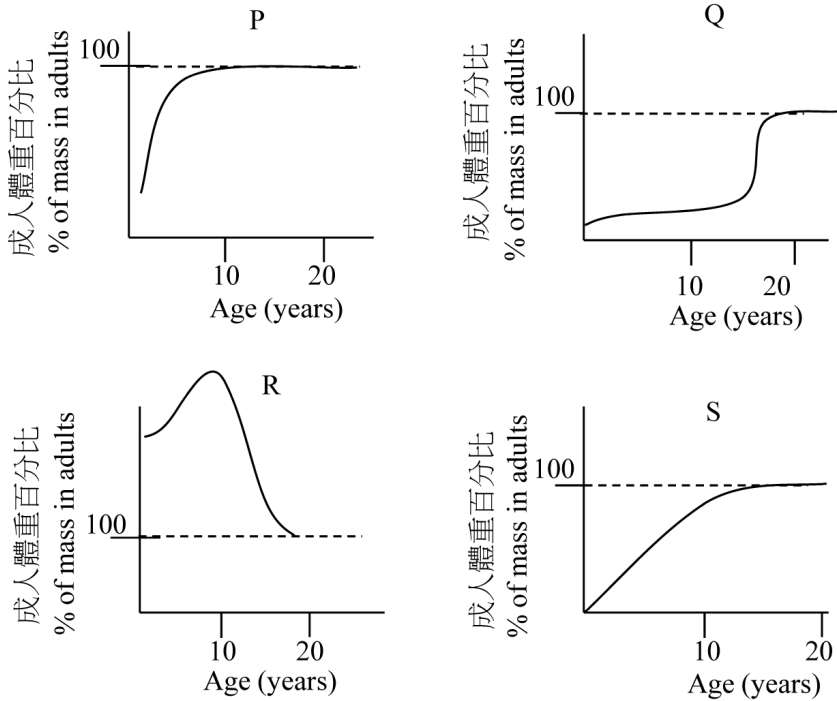 P
成人體重百分比
% of mass in adults
100
10
20
Age (years)
Q
成人體重百分比
% of mass in adults
100
10
20
Age (years)
R
成人體重百分比
% of mass in adults
100
10
20
Age (years)
S
成人體重百分比
% of mass in adults
100
10
20
Age (years)